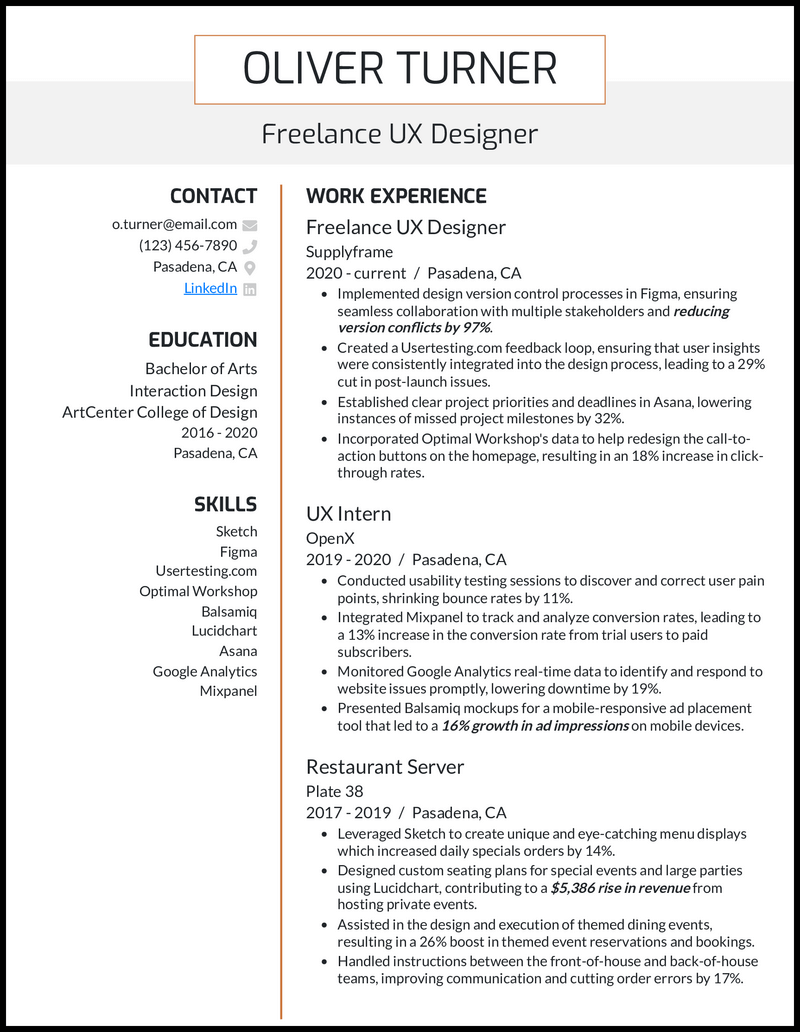 OLIVER TURNER
Freelance UX Designer
CONTACT
o.turner@email.com
(123) 456-7890
Pasadena, CA
LinkedIn
EDUCATION
Bachelor of Arts
Interaction Design
ArtCenter College of Design
2016 - 2020
Pasadena, CA
SKILLS
Sketch
Figma
Usertesting.com
Optimal Workshop
Balsamiq
Lucidchart
Asana
Google Analytics
Mixpanel
WORK EXPERIENCE
Freelance UX Designer
Supplyframe
2020 - current / Pasadena, CA
• Implemented design version control processes in Figma, ensuring
seamless collaboration with multiple stakeholders and reducing
version conflicts by 97%.
• Created a Usertesting.com feedback loop, ensuring that user insights
were consistently integrated into the design process, leading to a 29%
cut in post-launch issues.
• Established clear project priorities and deadlines in Asana, lowering
instances of missed project milestones by 32%.
• Incorporated Optimal Workshop's data to help redesign the call-to-
action buttons on the homepage, resulting in an 18% increase in click-
through rates.
UX Intern
OpenX
2019 - 2020 / Pasadena, CA
• Conducted usability testing sessions to discover and correct user pain
points, shrinking bounce rates by 11%.
• Integrated Mixpanel to track and analyze conversion rates, leading to
a 13% increase in the conversion rate from trial users to paid
subscribers.
• Monitored Google Analytics real-time data to identify and respond to
website issues promptly, lowering downtime by 19%.
• Presented Balsamiq mockups for a mobile-responsive ad placement
tool that led to a 16% growth in ad impressions on mobile devices.
Restaurant Server
Plate 38
2017 - 2019 / Pasadena, CA
• Leveraged Sketch to create unique and eye-catching menu displays
which increased daily specials orders by 14%.
• Designed custom seating plans for special events and large parties
using Lucidchart, contributing to a $5,386 rise in revenue from
hosting private events.
• Assisted in the design and execution of themed dining events,
resulting in a 26% boost in themed event reservations and bookings.
• Handled instructions between the front-of-house and back-of-house
teams, improving communication and cutting order errors by 17%.